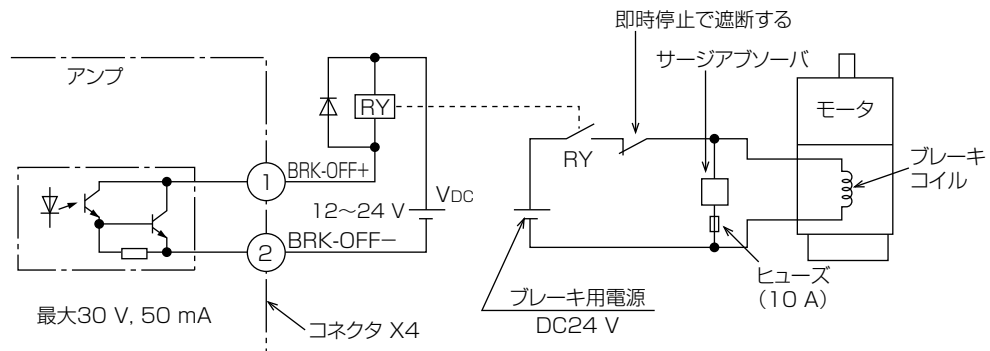 即時停止で遮断する
サージアブソーバ
アンプ
RY
モータ
RY
ブレーキ
コイル
1
BRK-OFF+
12～24 V
VDC
2
BRK-OFF−
ブレーキ用電源
DC24 V
ヒューズ
(10 A)
最大30 V, 50 mA
コネクタ X4